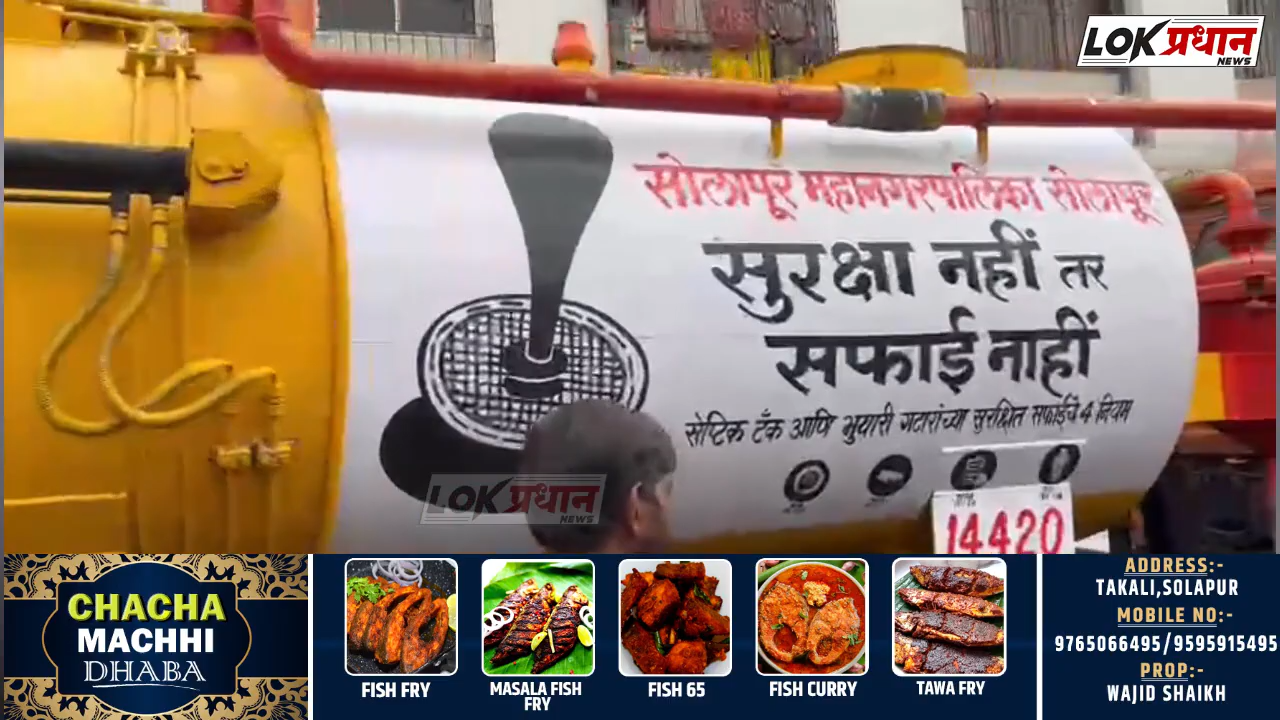 LOK प्रधान
NEWS
सोलापूर महानगरपालिका सोलापूर
सुरक्षा नहीं तर
सफाई नाहीं
सेप्टिक टँक आणि भुयारी गटारांच्या सुरक्षित सफाईचे 4 नियम
14420
LOK प्रधान
NEWS
CHACHA
MACHHI
DHABA
FISH FRY
MASALA FISH
FRY
FISH 65
FISH CURRY
TAWA FRY
ADDRESS:-
TAKALI,SOLAPUR
MOBILE NO:-
9765066495/9595915495
PROP:-
WAJID SHAIKH